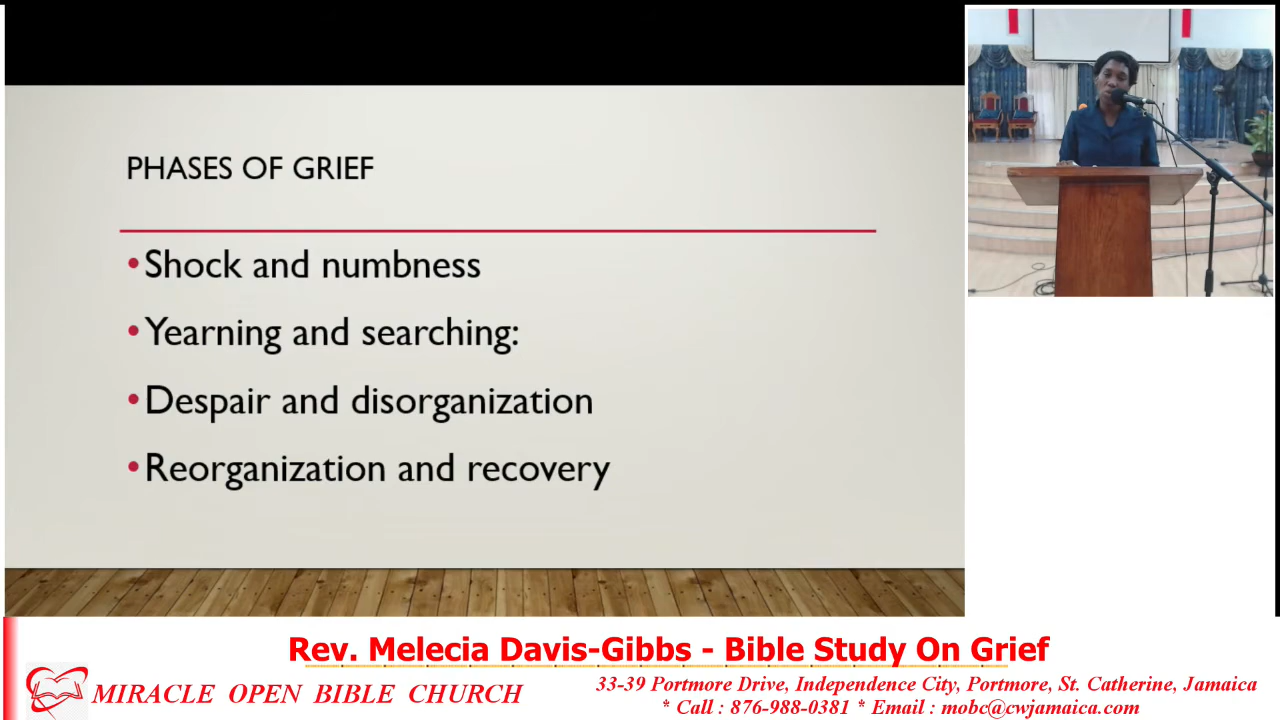 PHASES OF GRIEF
•Shock and numbness
•Yearning and searching:
•Despair and disorganization
•Reorganization and recovery
Rev. Melecia Davis-Gibbs - Bible Study On Grief
MIRACLE OPEN BIBLE CHURCH
33-39 Portmore Drive, Independence City, Portmore, St. Catherine, Jamaica
* Call : 876-988-0381 * Email : mobc@cwjamaica.com